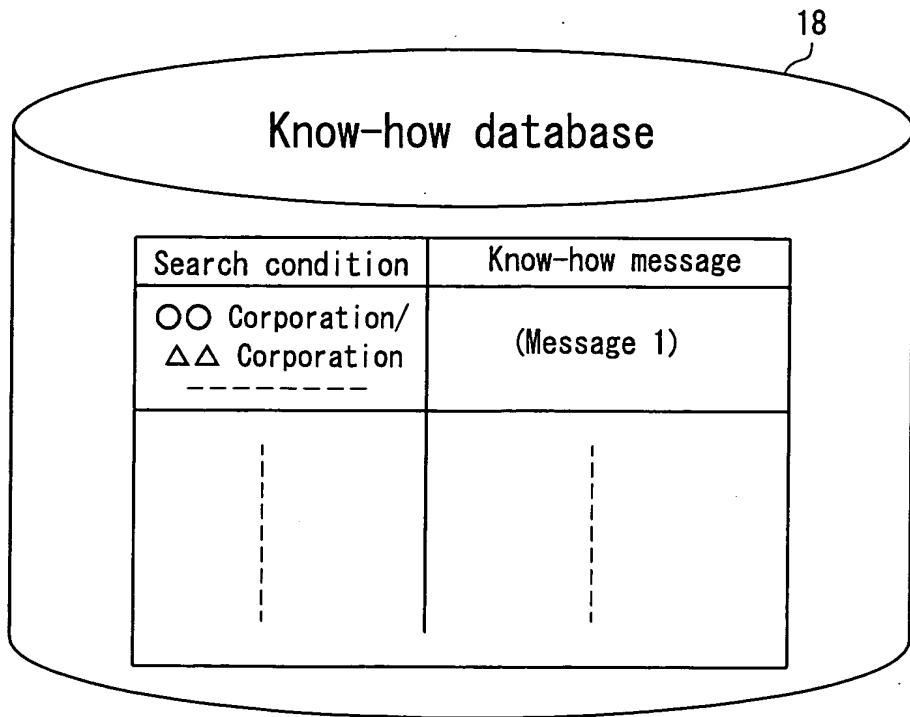 18
Know-how database
Search condition
Know-how message
○○ Corporation/
△△ Corporation
(Message 1)